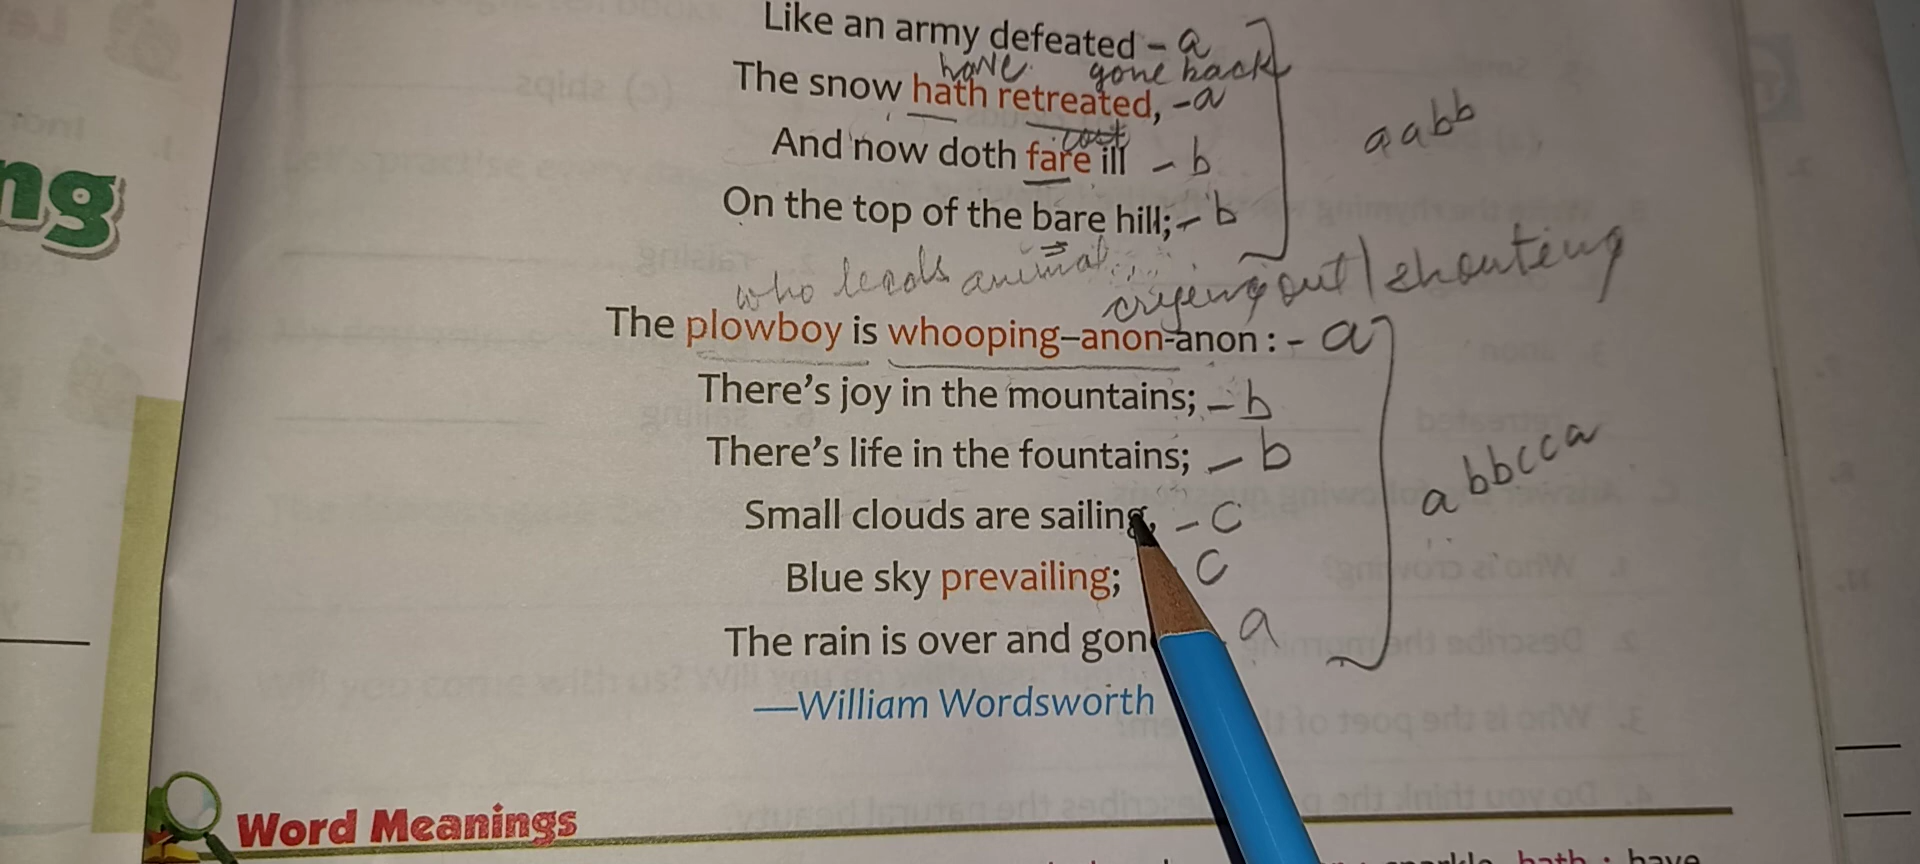 Like an army defeated - a
have gone back
The snow hath retreated, - a
cost
And now doth fare ill - b
On the top of the bare hill; - b
aabb
who leads animal
cryeing out / shouting
The plowboy is whooping–anon-anon : - a
There's joy in the mountains; - b
There's life in the fountains; - b
Small clouds are sailing, - c
Blue sky prevailing; c
The rain is over and gon a
abbcca
—William Wordsworth
ng
Word Meanings
hath : have